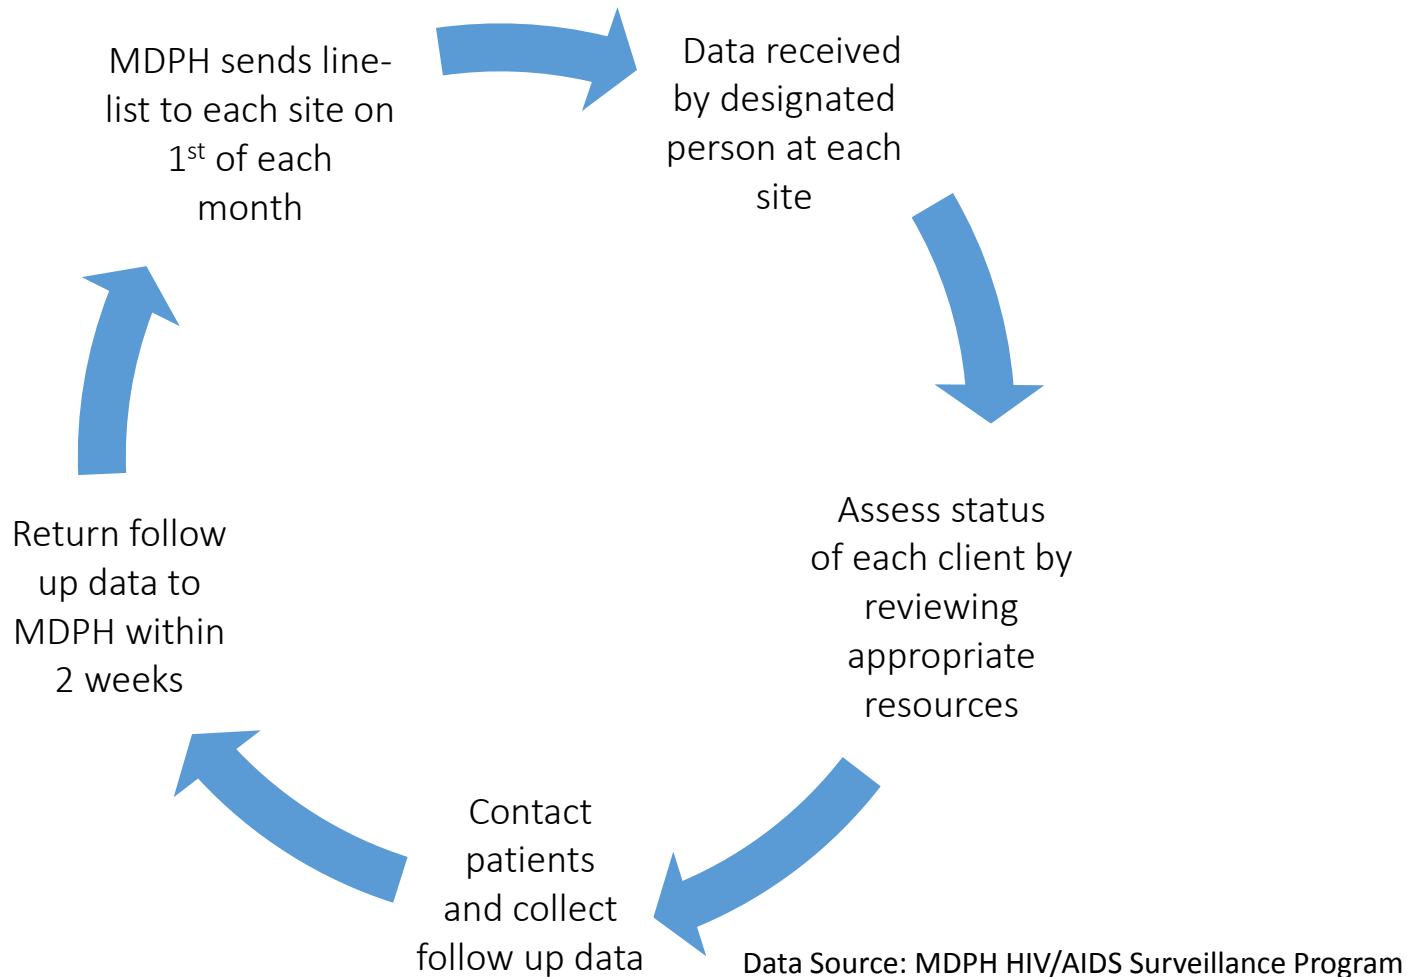 MDPH sends line-
list to each site on
1st of each
month
Data received
by designated
person at each
site
Assess status
of each client by
reviewing
appropriate
resources
Contact
patients
and collect
follow up data
Return follow
up data to
MDPH within
2 weeks
Data Source: MDPH HIV/AIDS Surveillance Program